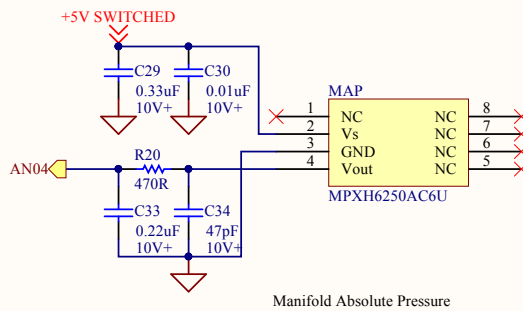 +5V SWITCHED
C29
0.33uF
10V+
C30
0.01uF
10V+
MAP
1 NC NC 8
2 Vs NC 7
3 GND NC 6
4 Vout NC 5
MPXH6250AC6U
AN04
R20
470R
C33
0.22uF
10V+
C34
47pF
10V+
Manifold Absolute Pressure